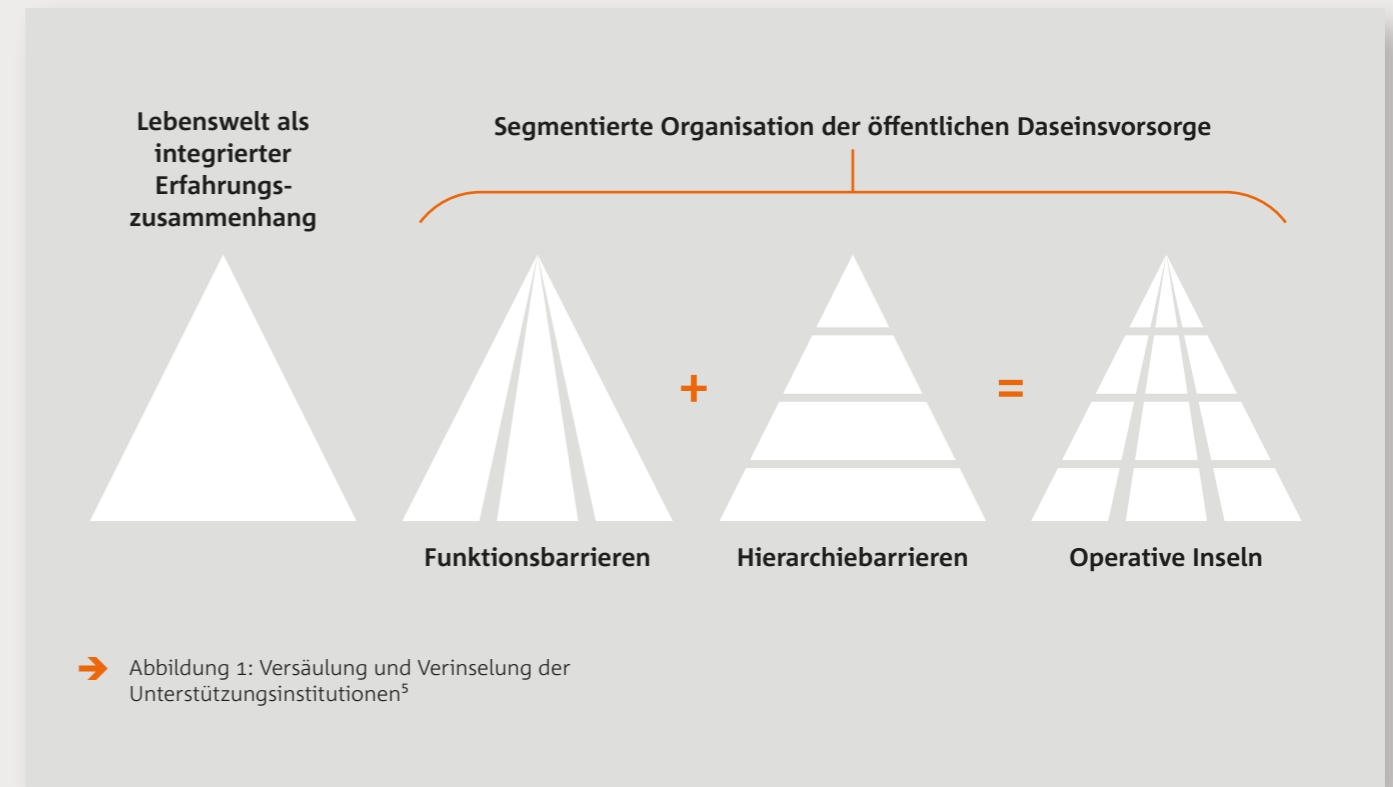 Lebenswelt als
integrierter
Erfahrungs-
zusammenhang
Segmentierte Organisation der öffentlichen Daseinsvorsorge
+
=
Funktionsbarrieren
Hierarchiebarrieren
Operative Inseln
Abbildung 1: Versäulung und Verinselung der
Unterstützungsinstitutionen⁵